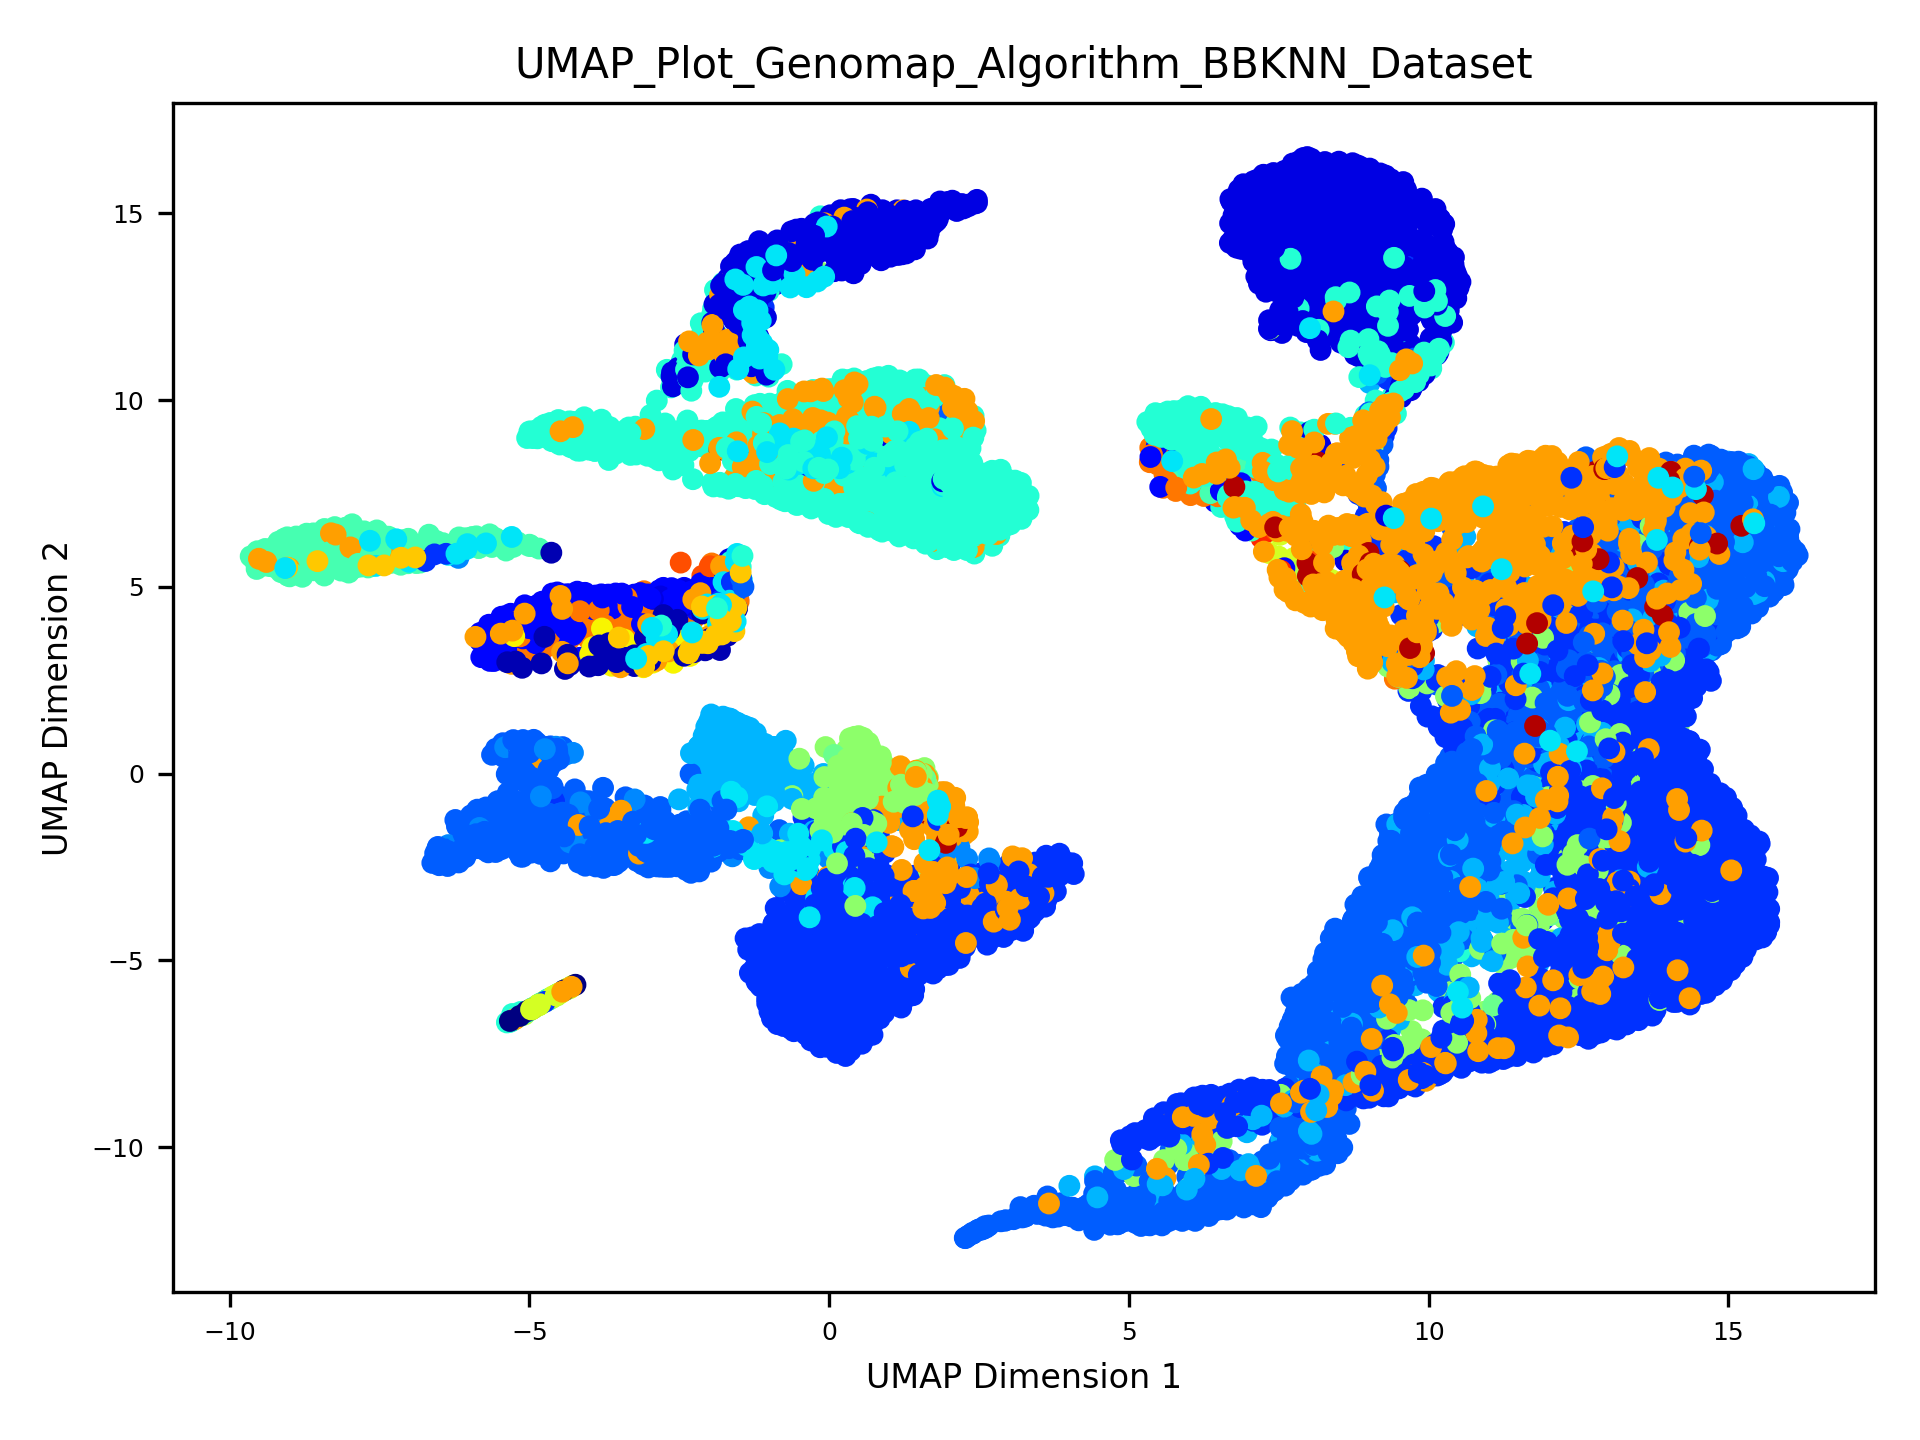 UMAP_Plot_Genomap_Algorithm_BBKNN_Dataset
UMAP Dimension 2
15
10
5
0
−5
−10
−10 −5 0 5 10 15
UMAP Dimension 1